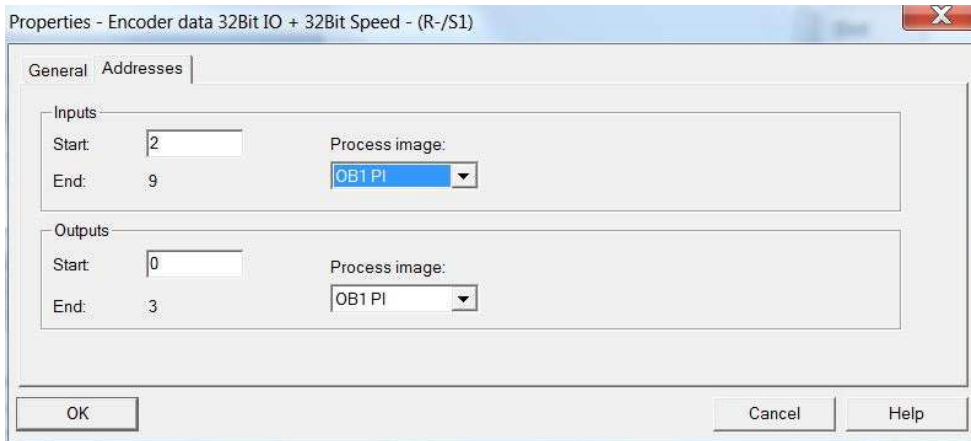 Properties - Encoder data 32Bit IO + 32Bit Speed - (R-/S1)
General Addresses
Inputs
Start: 2 Process image:
End: 9 OB1 PI
Outputs
Start: 0 Process image:
End: 3 OB1 PI
OK Cancel Help